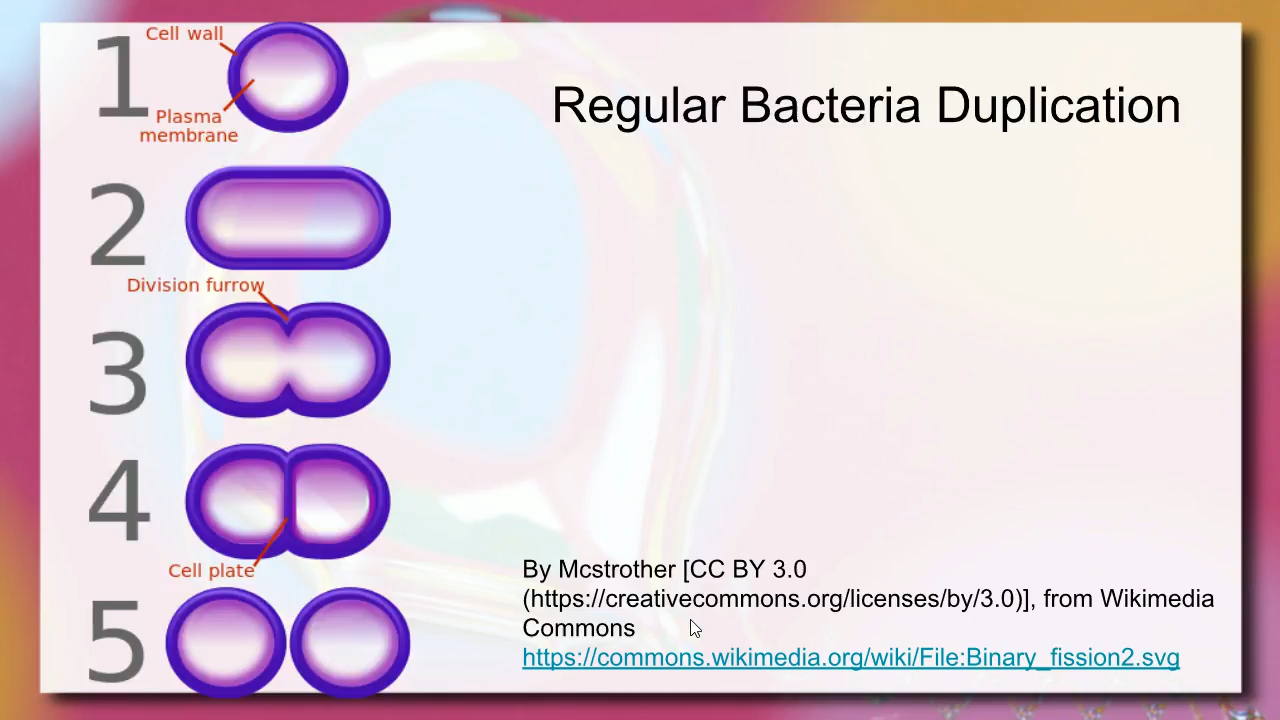 1
Cell wall
Plasma
membrane
Regular Bacteria Duplication
2
Division furrow
3
4
Cell plate
5
By Mcstrother [CC BY 3.0
(https://creativecommons.org/licenses/by/3.0)], from Wikimedia
Commons
https://commons.wikimedia.org/wiki/File:Binary_fission2.svg